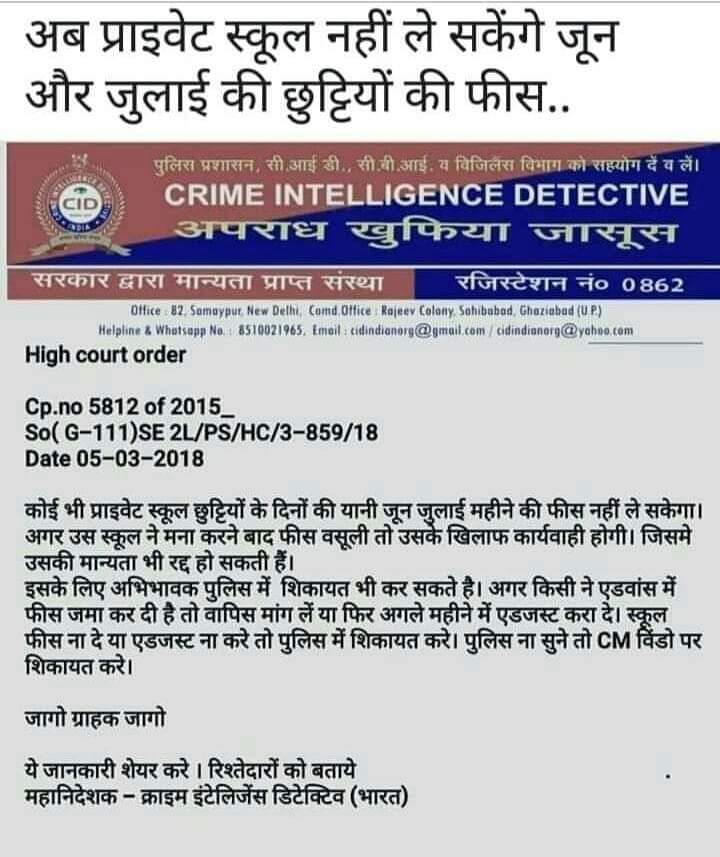 अब प्राइवेट स्कूल नहीं ले सकेंगे जून
और जुलाई की छुट्टियों की फीस..
पुलिस प्रशासन, सी.आई डी., सी.बी.आई. व विजिलेंस विभाग को सहयोग दें व लें।
CID
INDIA
CRIME INTELLIGENCE DETECTIVE
अपराध खुफिया जासूस
सरकार द्वारा मान्यता प्राप्त संस्था रजिस्टेशन नं० 0862
Office : 82, Samaypur, New Delhi, Comd.Office : Rajeev Colony, Sahibabad, Ghaziabad (U.P.)
Helpline & Whatsapp No. : 8510021965, Email : cidindianorg@gmail.com / cidindianorg@yahoo.com
High court order
Cp.no 5812 of 2015_
So( G-111)SE 2L/PS/HC/3-859/18
Date 05-03-2018
कोई भी प्राइवेट स्कूल छुट्टियों के दिनों की यानी जून जुलाई महीने की फीस नहीं ले सकेगा।
अगर उस स्कूल ने मना करने बाद फीस वसूली तो उसके खिलाफ कार्यवाही होगी। जिसमे
उसकी मान्यता भी रद्द हो सकती हैं।
इसके लिए अभिभावक पुलिस में शिकायत भी कर सकते है। अगर किसी ने एडवांस में
फीस जमा कर दी है तो वापिस मांग लें या फिर अगले महीने में एडजस्ट करा दे। स्कूल
फीस ना दे या एडजस्ट ना करे तो पुलिस में शिकायत करे। पुलिस ना सुने तो CM विंडो पर
शिकायत करे।
जागो ग्राहक जागो
ये जानकारी शेयर करे । रिश्तेदारों को बताये
महानिदेशक – क्राइम इंटेलिजेंस डिटेक्टिव (भारत)